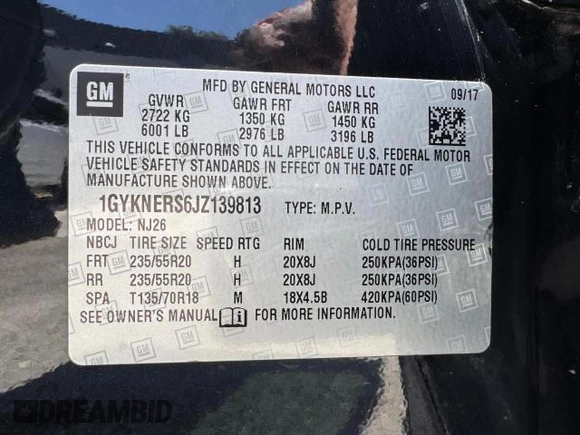 GM
MFD BY GENERAL MOTORS LLC
09/17
GVWR GAWR FRT GAWR RR
2722 KG 1350 KG 1450 KG
6001 LB 2976 LB 3196 LB
THIS VEHICLE CONFORMS TO ALL APPLICABLE U.S. FEDERAL MOTOR
VEHICLE SAFETY STANDARDS IN EFFECT ON THE DATE OF
MANUFACTURE SHOWN ABOVE.
1GYKNERS6JZ139813 TYPE: M.P.V.
MODEL: NJ26
NBCJ TIRE SIZE SPEED RTG RIM COLD TIRE PRESSURE
FRT 235/55R20 H 20X8J 250KPA(36PSI)
RR 235/55R20 H 20X8J 250KPA(36PSI)
SPA T135/70R18 M 18X4.5B 420KPA(60PSI)
SEE OWNER'S MANUAL FOR MORE INFORMATION.
DREAMBID